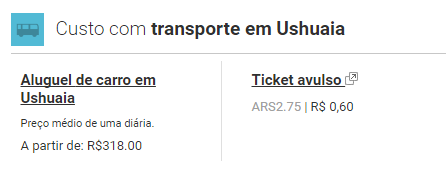 Custo com transporte em Ushuaia
Aluguel de carro em
Ushuaia
Preço médio de uma diária.
A partir de: R$318.00
Ticket avulso
ARS2.75 | R$ 0,60